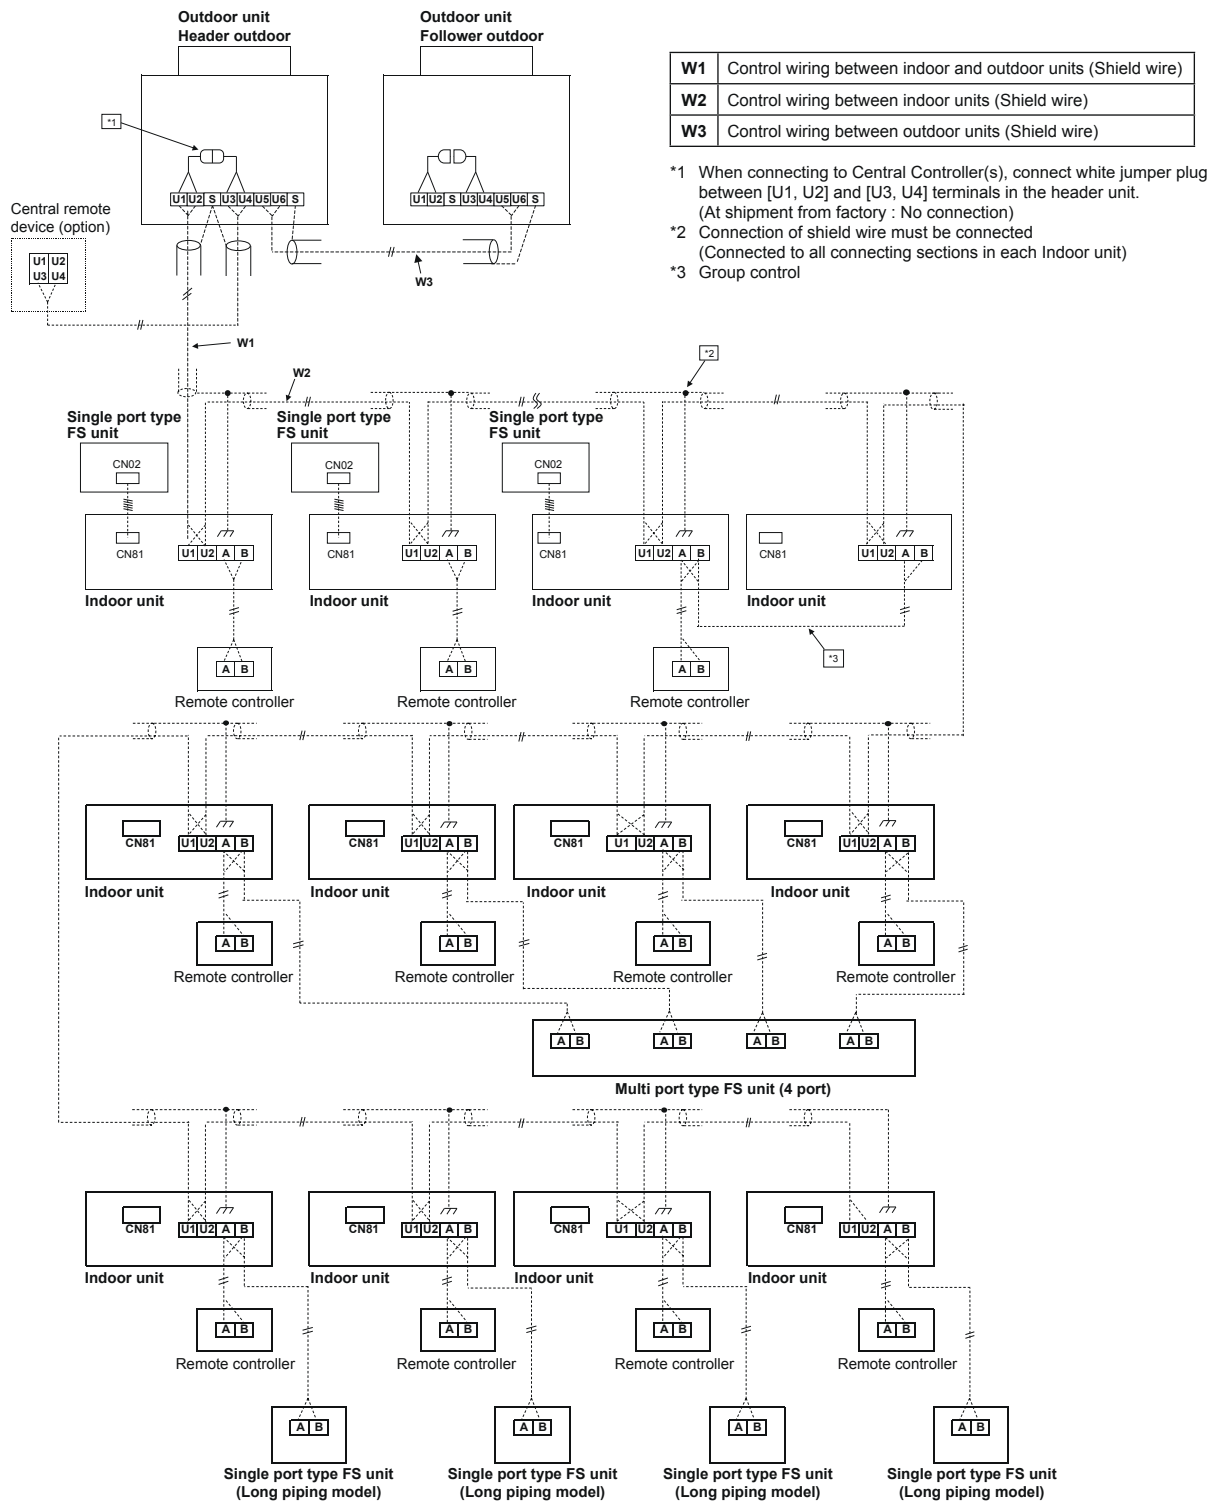 Outdoor unit
Header outdoor
Outdoor unit
Follower outdoor
W1 Control wiring between indoor and outdoor units (Shield wire)
W2 Control wiring between indoor units (Shield wire)
W3 Control wiring between outdoor units (Shield wire)
*1 When connecting to Central Controller(s), connect white jumper plug
between [U1, U2] and [U3, U4] terminals in the header unit.
(At shipment from factory : No connection)
*2 Connection of shield wire must be connected
(Connected to all connecting sections in each Indoor unit)
*3 Group control
*1
U1 U2 S U3 U4 U5 U6 S
U1 U2 S U3 U4 U5 U6 S
Central remote
device (option)
U1 U2
U3 U4
W3
W1
*2
W2
Single port type
FS unit
Single port type
FS unit
Single port type
FS unit
CN02
CN02
CN02
CN81
U1 U2 A B
CN81
U1 U2 A B
CN81
U1 U2 A B
CN81
U1 U2 A B
Indoor unit
Indoor unit
Indoor unit
Indoor unit
*3
A B
A B
A B
Remote controller
Remote controller
Remote controller
CN81
U1 U2 A B
CN81
U1 U2 A B
CN81
U1 U2 A B
CN81
U1 U2 A B
Indoor unit
Indoor unit
Indoor unit
Indoor unit
A B
A B
A B
A B
Remote controller
Remote controller
Remote controller
Remote controller
A B
A B
A B
A B
Multi port type FS unit (4 port)
CN81
U1 U2 A B
CN81
U1 U2 A B
CN81
U1 U2 A B
CN81
U1 U2 A B
Indoor unit
Indoor unit
Indoor unit
Indoor unit
A B
A B
A B
A B
Remote controller
Remote controller
Remote controller
Remote controller
A B
A B
A B
A B
Single port type FS unit
(Long piping model)
Single port type FS unit
(Long piping model)
Single port type FS unit
(Long piping model)
Single port type FS unit
(Long piping model)